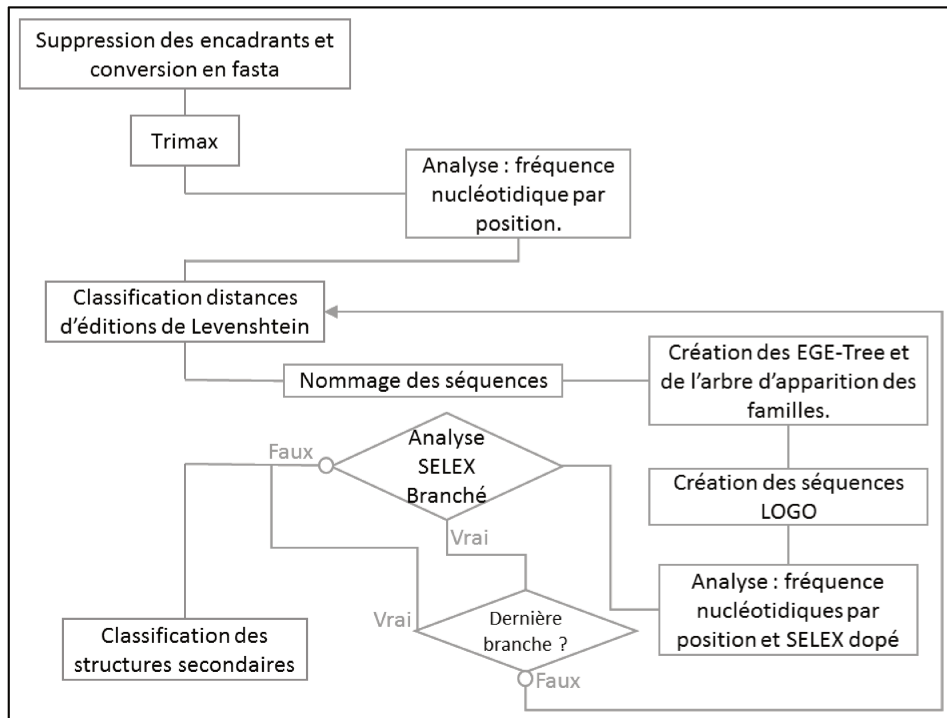 Suppression des encadrants et
conversion en fasta
Trimax
Analyse : fréquence
nucléotidique par
position.
Classification distances
d'éditions de Levenshtein
Nommage des séquences
Création des EGE-Tree et
de l'arbre d'apparition des
familles.
Création des séquences
LOGO
Analyse : fréquence
nucléotidiques par
position et SELEX dopé
Analyse
SELEX
Branché
Faux
Vrai
Dernière
branche ?
Vrai
Faux
Classification des
structures secondaires